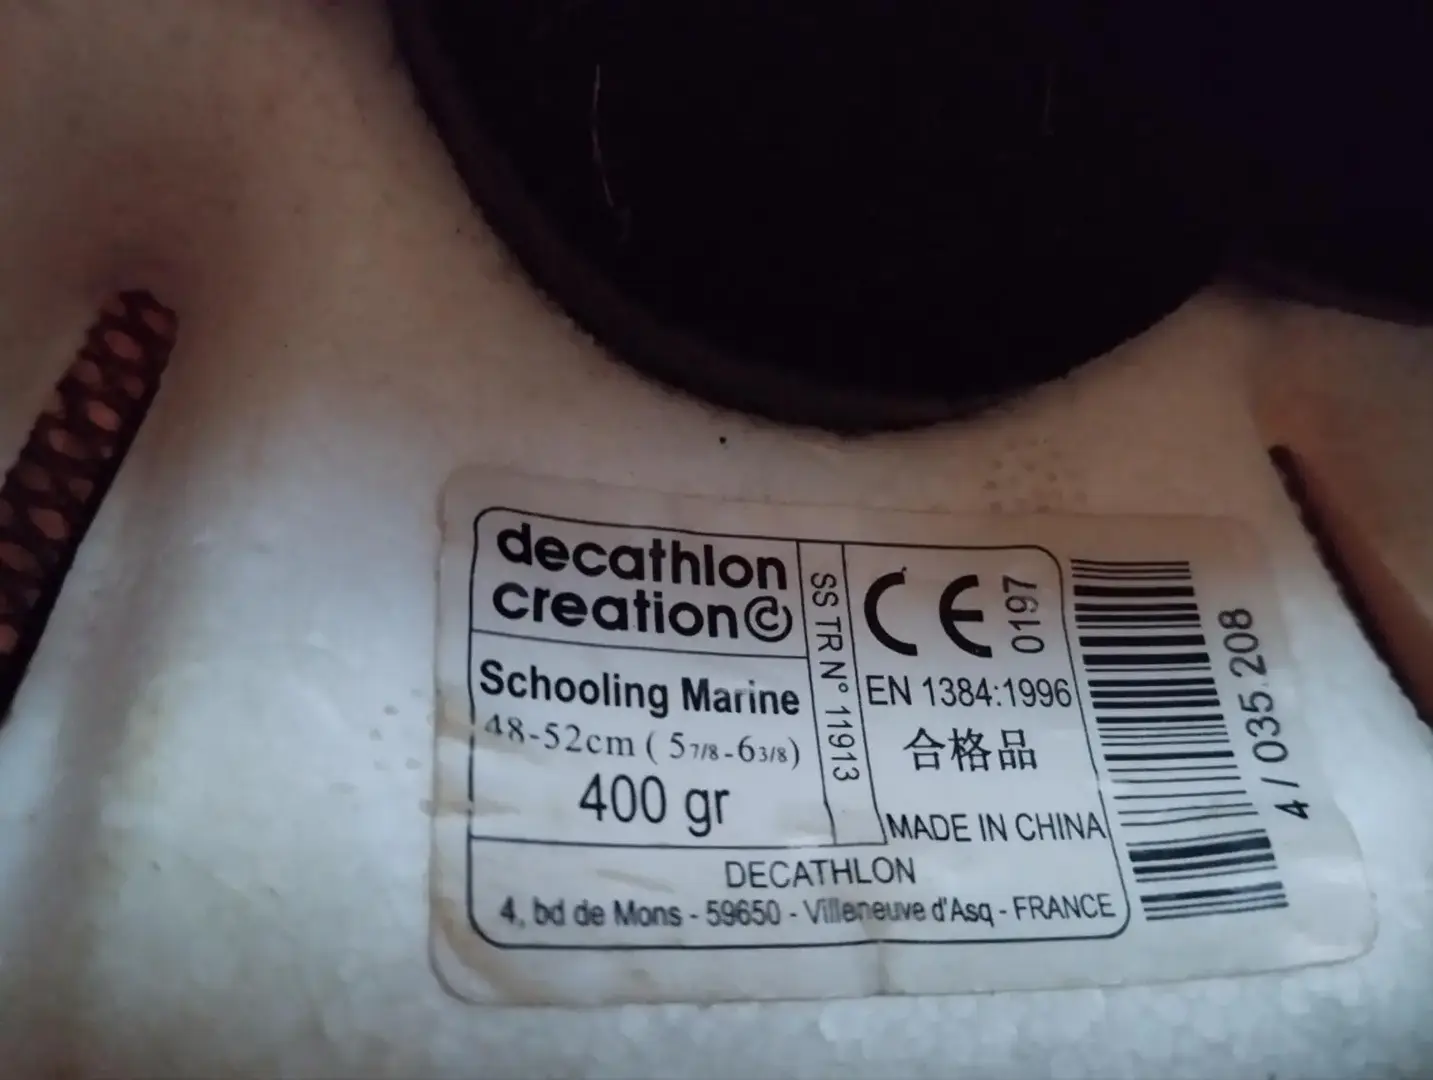 decathlon
creation©
Schooling Marine
48-52cm ( 5 7/8 - 6 3/8 )
400 gr
SS TR N° 11913
CE 0197
EN 1384:1996
合格品
MADE IN CHINA
DECATHLON
4, bd de Mons - 59650 - Villeneuve d'Asq - FRANCE
4 / 035.208